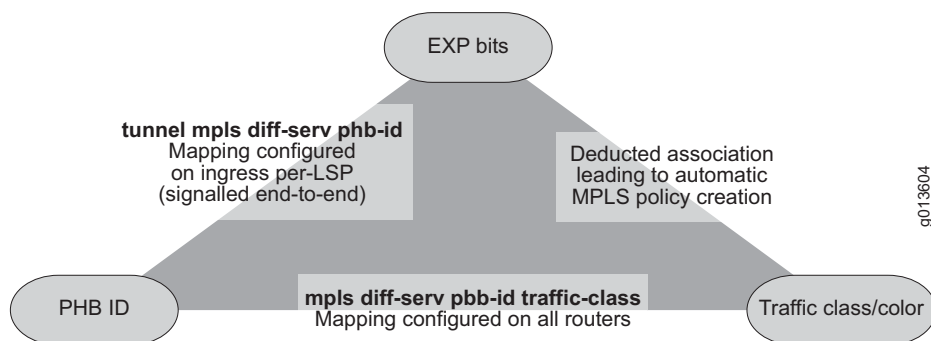 EXP bits
tunnel mpls diff-serv phb-id
Mapping configured
on ingress per-LSP
(signalled end-to-end)
Deducted association
leading to automatic
MPLS policy creation
g013604
PHB ID
mpls diff-serv pbb-id traffic-class
Mapping configured on all routers
Traffic class/color